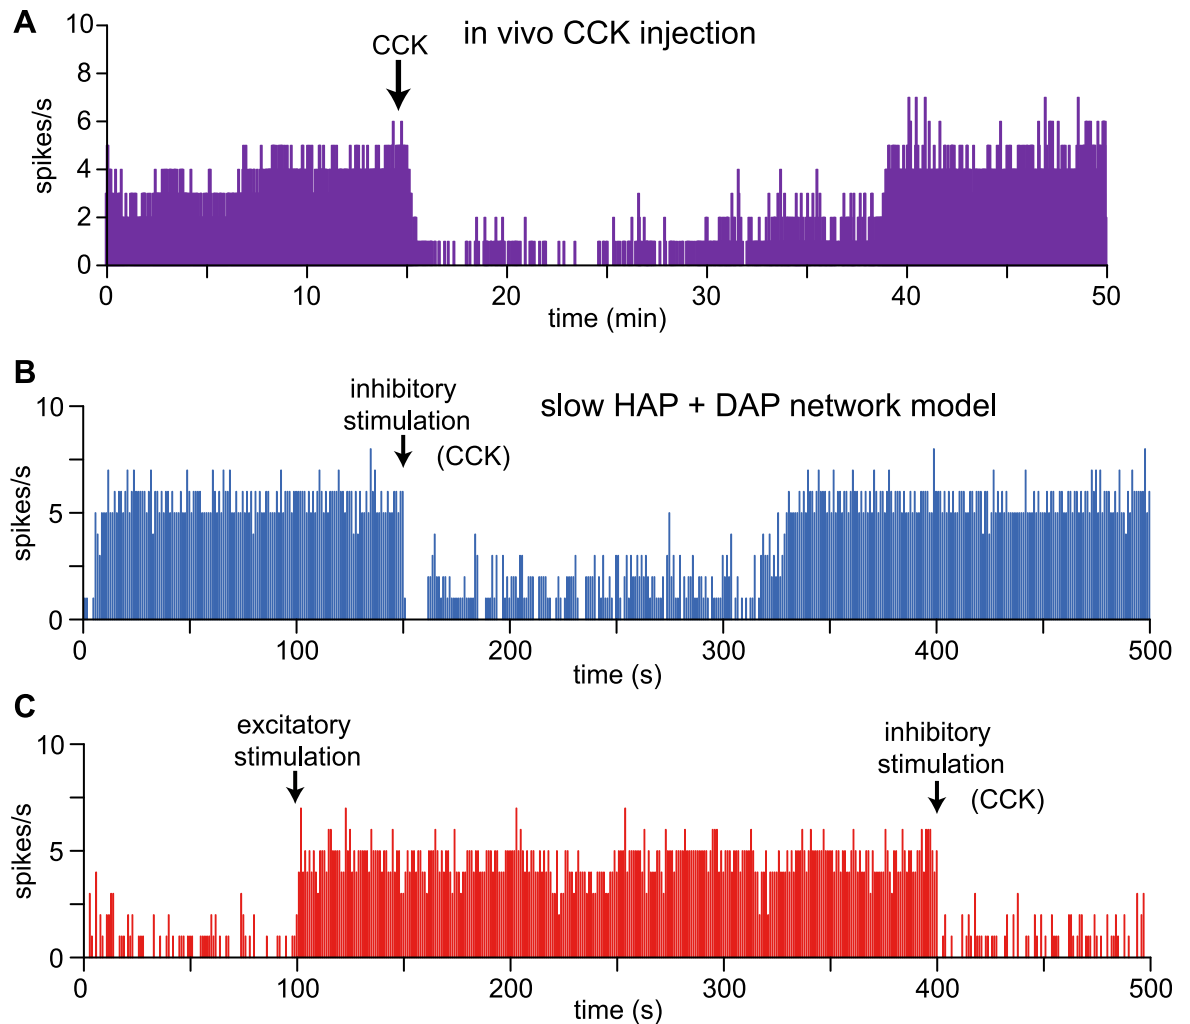 A
in vivo CCK injection
CCK
10
8
6
4
2
0
spikes/s
0 10 20 30 40 50
time (min)
B
slow HAP + DAP network model
inhibitory
stimulation
(CCK)
10
5
0
spikes/s
0 100 200 300 400 500
time (s)
C
excitatory
stimulation
inhibitory
stimulation
(CCK)
10
5
0
spikes/s
0 100 200 300 400 500
time (s)